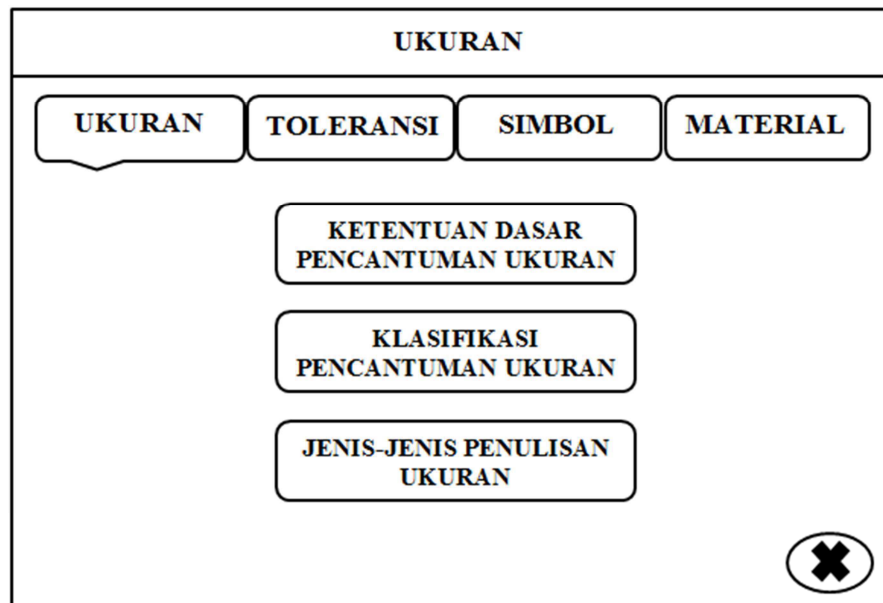 UKURAN
UKURAN
TOLERANSI
SIMBOL
MATERIAL
KETENTUAN DASAR
PENCANTUMAN UKURAN
KLASIFIKASI
PENCANTUMAN UKURAN
JENIS-JENIS PENULISAN
UKURAN